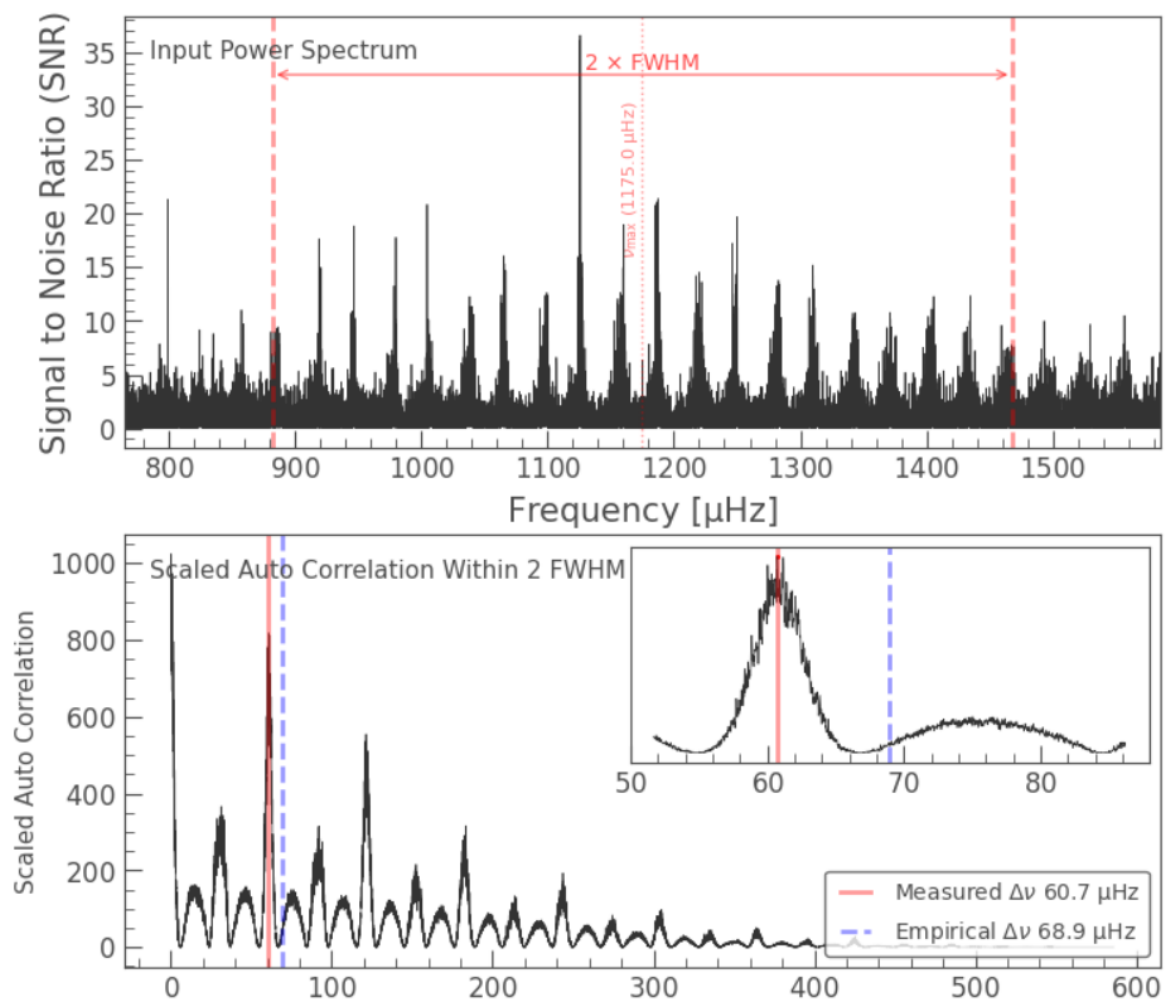 Input Power Spectrum
2 × FWHM
ν_max (1175.0 µHz)
Signal to Noise Ratio (SNR)
35
30
25
20
15
10
5
0
800 900 1000 1100 1200 1300 1400 1500
Frequency [µHz]
Scaled Auto Correlation Within 2 FWHM
Scaled Auto Correlation
1000
800
600
400
200
0
50 60 70 80
Measured Δν 60.7 µHz
Empirical Δν 68.9 µHz
0 100 200 300 400 500 600